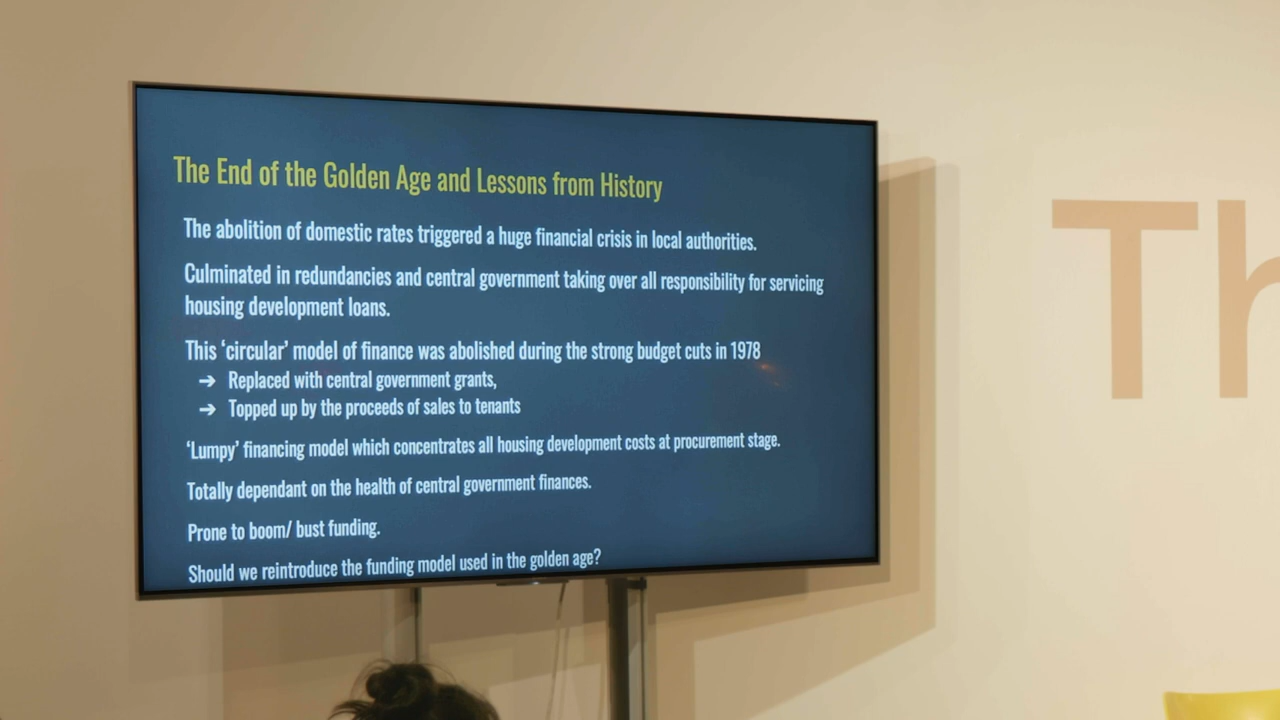 The End of the Golden Age and Lessons from History
The abolition of domestic rates triggered a huge financial crisis in local authorities.
Culminated in redundancies and central government taking over all responsibility for servicing
housing development loans.
This ‘circular’ model of finance was abolished during the strong budget cuts in 1978
➔ Replaced with central government grants,
➔ Topped up by the proceeds of sales to tenants
‘Lumpy’ financing model which concentrates all housing development costs at procurement stage.
Totally dependant on the health of central government finances.
Prone to boom/ bust funding.
Should we reintroduce the funding model used in the golden age?
Th